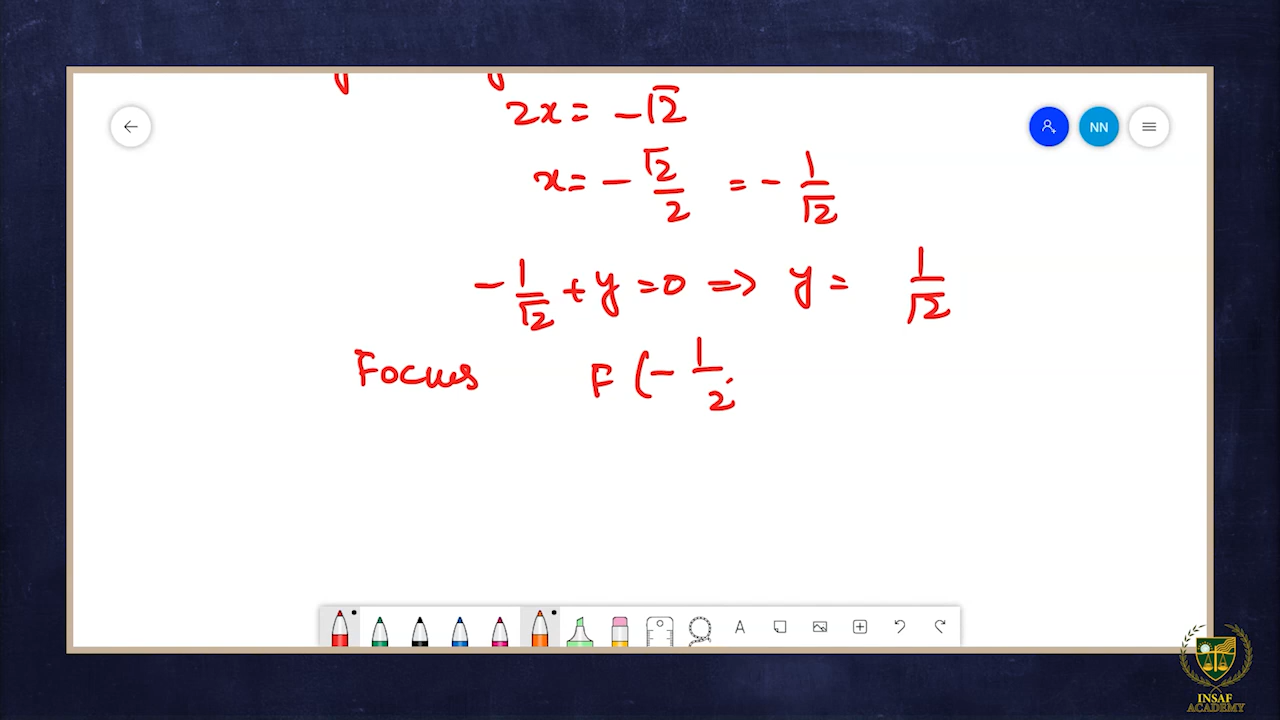 2x = -√2
x = -√2/2 = -1/√2
-1/√2 + y = 0 => y = 1/√2
Focus F (-1/2
NN
A
INSAF
ACADEMY